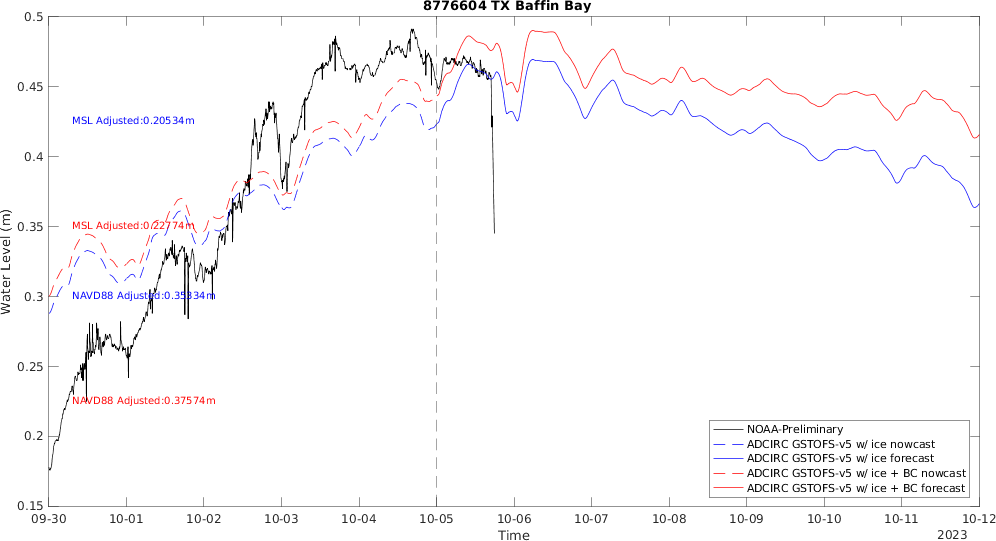 8776604 TX Baffin Bay
0.5
0.45
0.4
0.35
0.3
0.25
0.2
0.15
Water Level (m)
MSL Adjusted:0.20534m
MSL Adjusted:0.22774m
NAVD88 Adjusted:0.35334m
NAVD88 Adjusted:0.37574m
NOAA-Preliminary
ADCIRC GSTOFS-v5 w/ ice nowcast
ADCIRC GSTOFS-v5 w/ ice forecast
ADCIRC GSTOFS-v5 w/ ice + BC nowcast
ADCIRC GSTOFS-v5 w/ ice + BC forecast
09-30 10-01 10-02 10-03 10-04 10-05 10-06 10-07 10-08 10-09 10-10 10-11 10-12
Time
2023